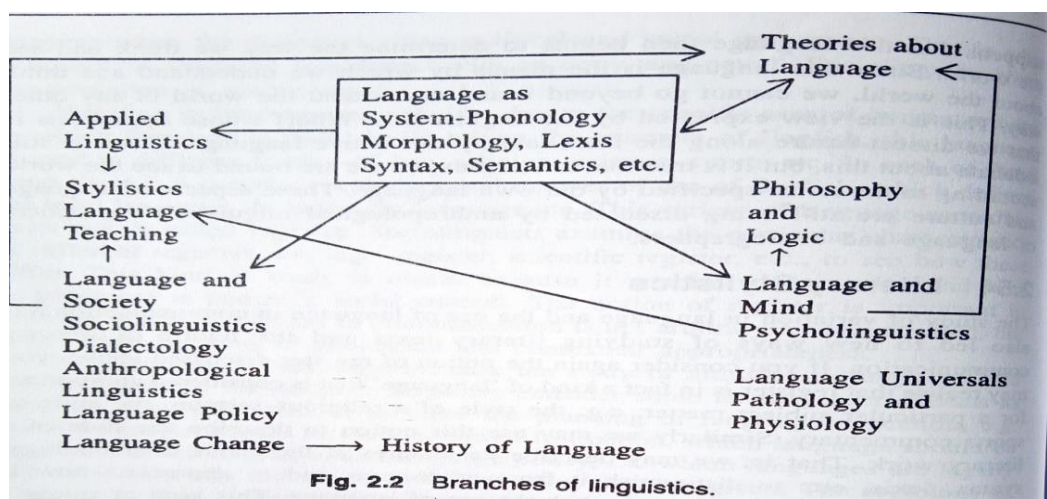 Theories about
Language
Language as
System-Phonology
Morphology, Lexis
Syntax, Semantics, etc.
Applied
Linguistics
Stylistics
Language
Teaching
Language and
Society
Sociolinguistics
Dialectology
Anthropological
Linguistics
Language Policy
Language Change
History of Language
Philosophy
and
Logic
Language and
Mind
Psycholinguistics
Language Universals
Pathology and
Physiology
Fig. 2.2 Branches of linguistics.